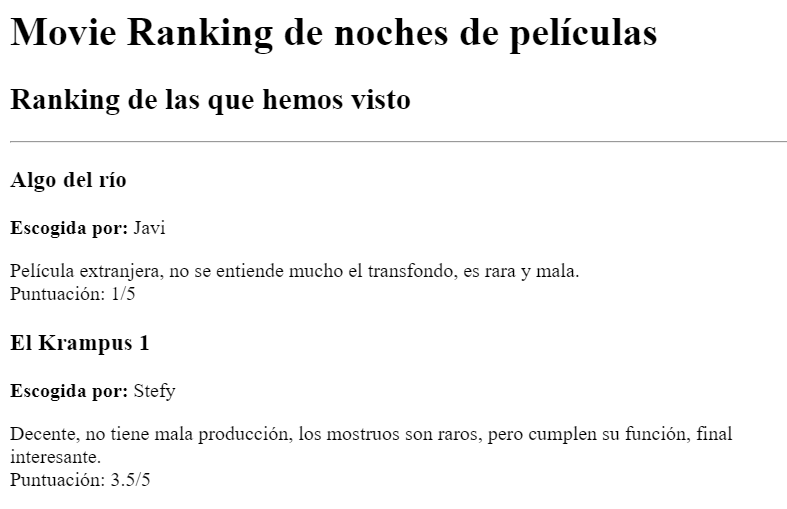 Movie Ranking de noches de películas
Ranking de las que hemos visto
Algo del río
Escogida por: Javi
Película extranjera, no se entiende mucho el transfondo, es rara y mala.
Puntuación: 1/5
El Krampus 1
Escogida por: Stefy
Decente, no tiene mala producción, los mostruos son raros, pero cumplen su función, final
interesante.
Puntuación: 3.5/5